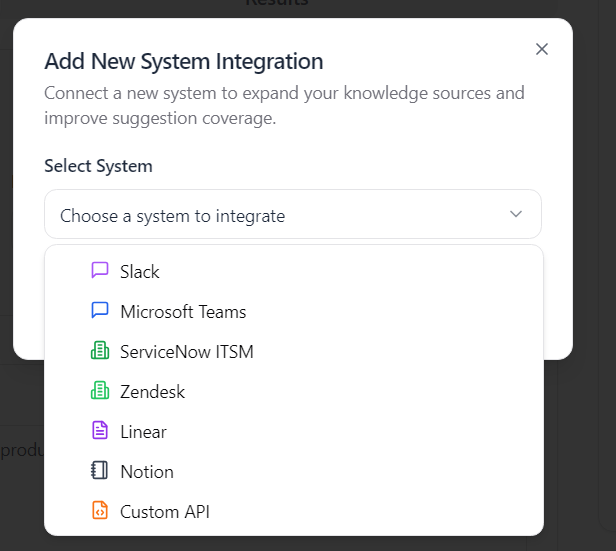 Results
Add New System Integration
Connect a new system to expand your knowledge sources and
improve suggestion coverage.
Select System
Choose a system to integrate
Slack
Microsoft Teams
ServiceNow ITSM
Zendesk
Linear
produ
Notion
Custom API